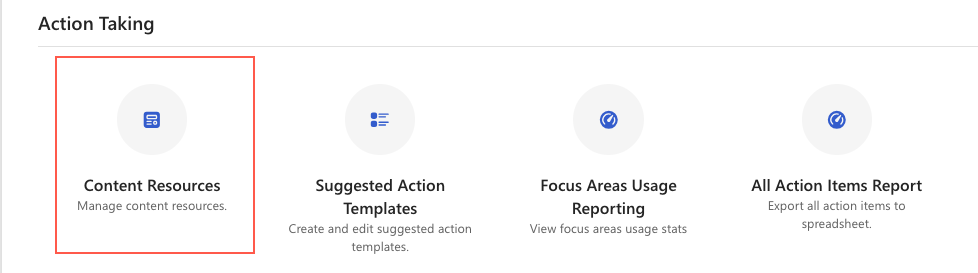 Action Taking
Content Resources
Manage content resources.
Suggested Action
Templates
Create and edit suggested action
templates.
Focus Areas Usage
Reporting
View focus areas usage stats
All Action Items Report
Export all action items to
spreadsheet.